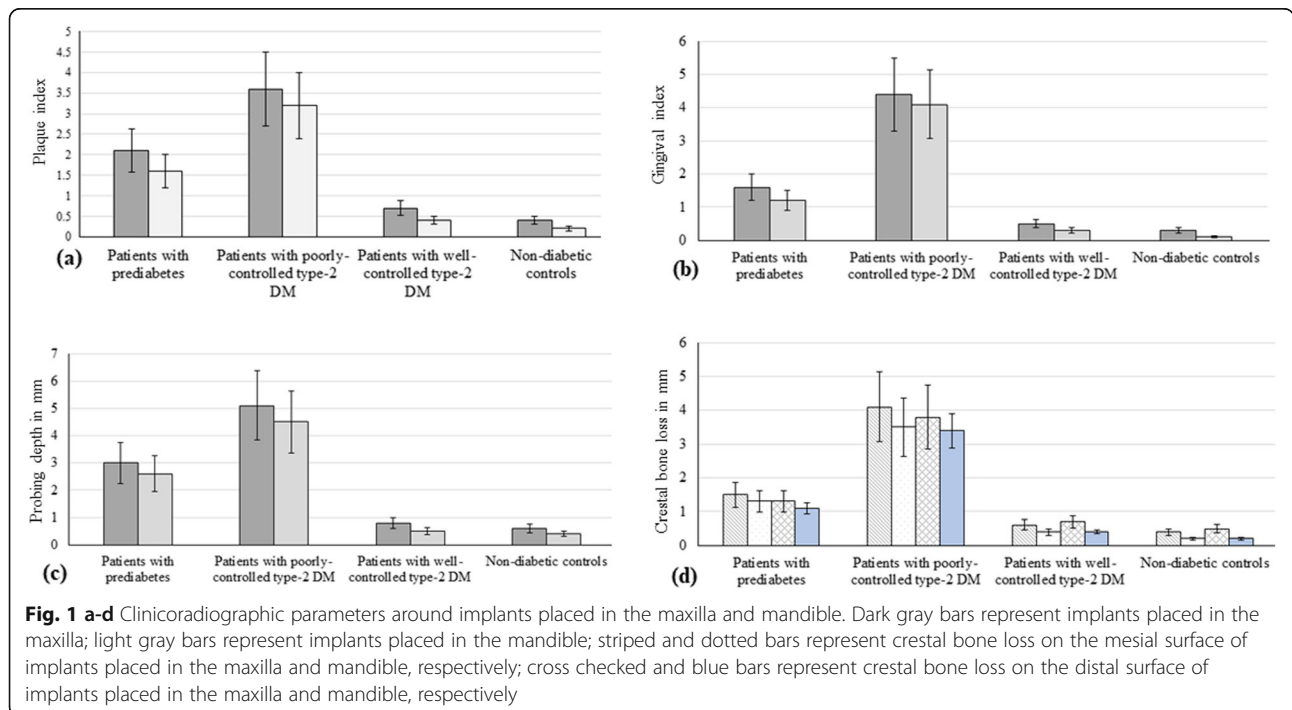 5
4.5
4
3.5
3
2.5
2
1.5
1
0.5
0
Plaque index
(a)
Patients with prediabetes
Patients with poorly-controlled type-2 DM
Patients with well-controlled type-2 DM
Non-diabetic controls
6
5
4
3
2
1
0
Gingival index
(b)
Patients with prediabetes
Patients with poorly-controlled type-2 DM
Patients with well-controlled type-2 DM
Non-diabetic controls
7
6
5
4
3
2
1
0
Probing depth in mm
(c)
Patients with prediabetes
Patients with poorly-controlled type-2 DM
Patients with well-controlled type-2 DM
Non-diabetic controls
6
5
4
3
2
1
0
Crestal bone loss in mm
(d)
Patients with prediabetes
Patients with poorly-controlled type-2 DM
Patients with well-controlled type-2 DM
Non-diabetic controls
Fig. 1 a-d Clinicoradiographic parameters around implants placed in the maxilla and mandible. Dark gray bars represent implants placed in the
maxilla; light gray bars represent implants placed in the mandible; striped and dotted bars represent crestal bone loss on the mesial surface of
implants placed in the maxilla and mandible, respectively; cross checked and blue bars represent crestal bone loss on the distal surface of
implants placed in the maxilla and mandible, respectively